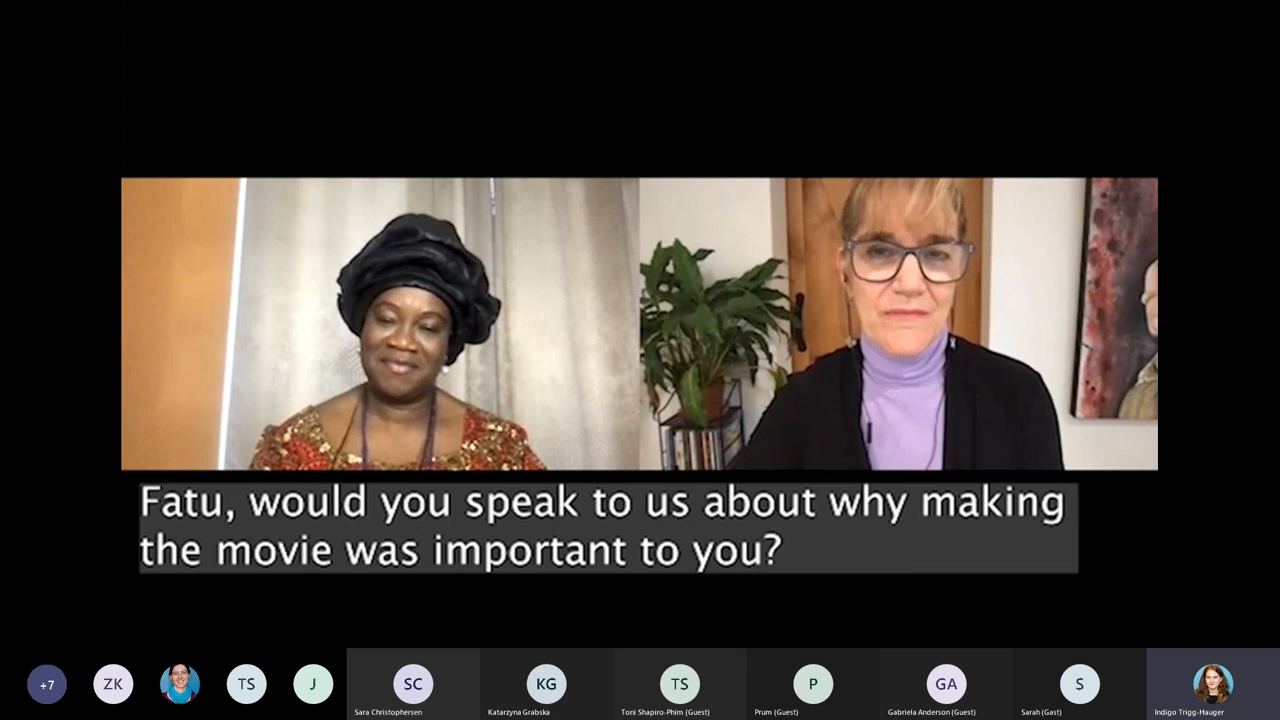 Fatu, would you speak to us about why making
the movie was important to you?
+7
ZK
TS
J
SC
KG
TS
P
GA
S
Sara Christophersen
Katarzyna Grabska
Toni Shapiro-Phim (Guest)
Prum (Guest)
Gabriela Anderson (Guest)
Sarah (Gast)
Indigo Trigg-Hauger